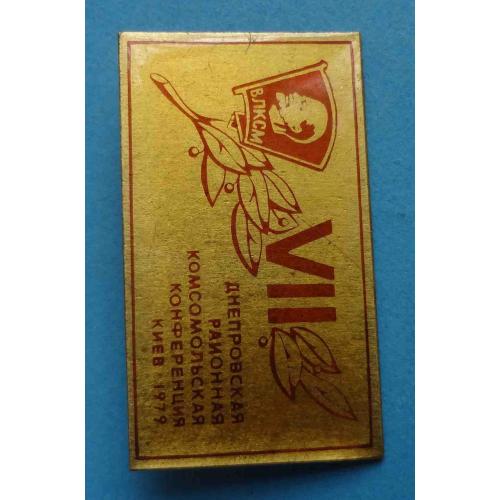 ВЛКСМ
VII
ДНЕПРОВСКАЯ
РАЙОННАЯ
КОМСОМОЛЬСКАЯ
КОНФЕРЕНЦИЯ
КИЕВ 1979